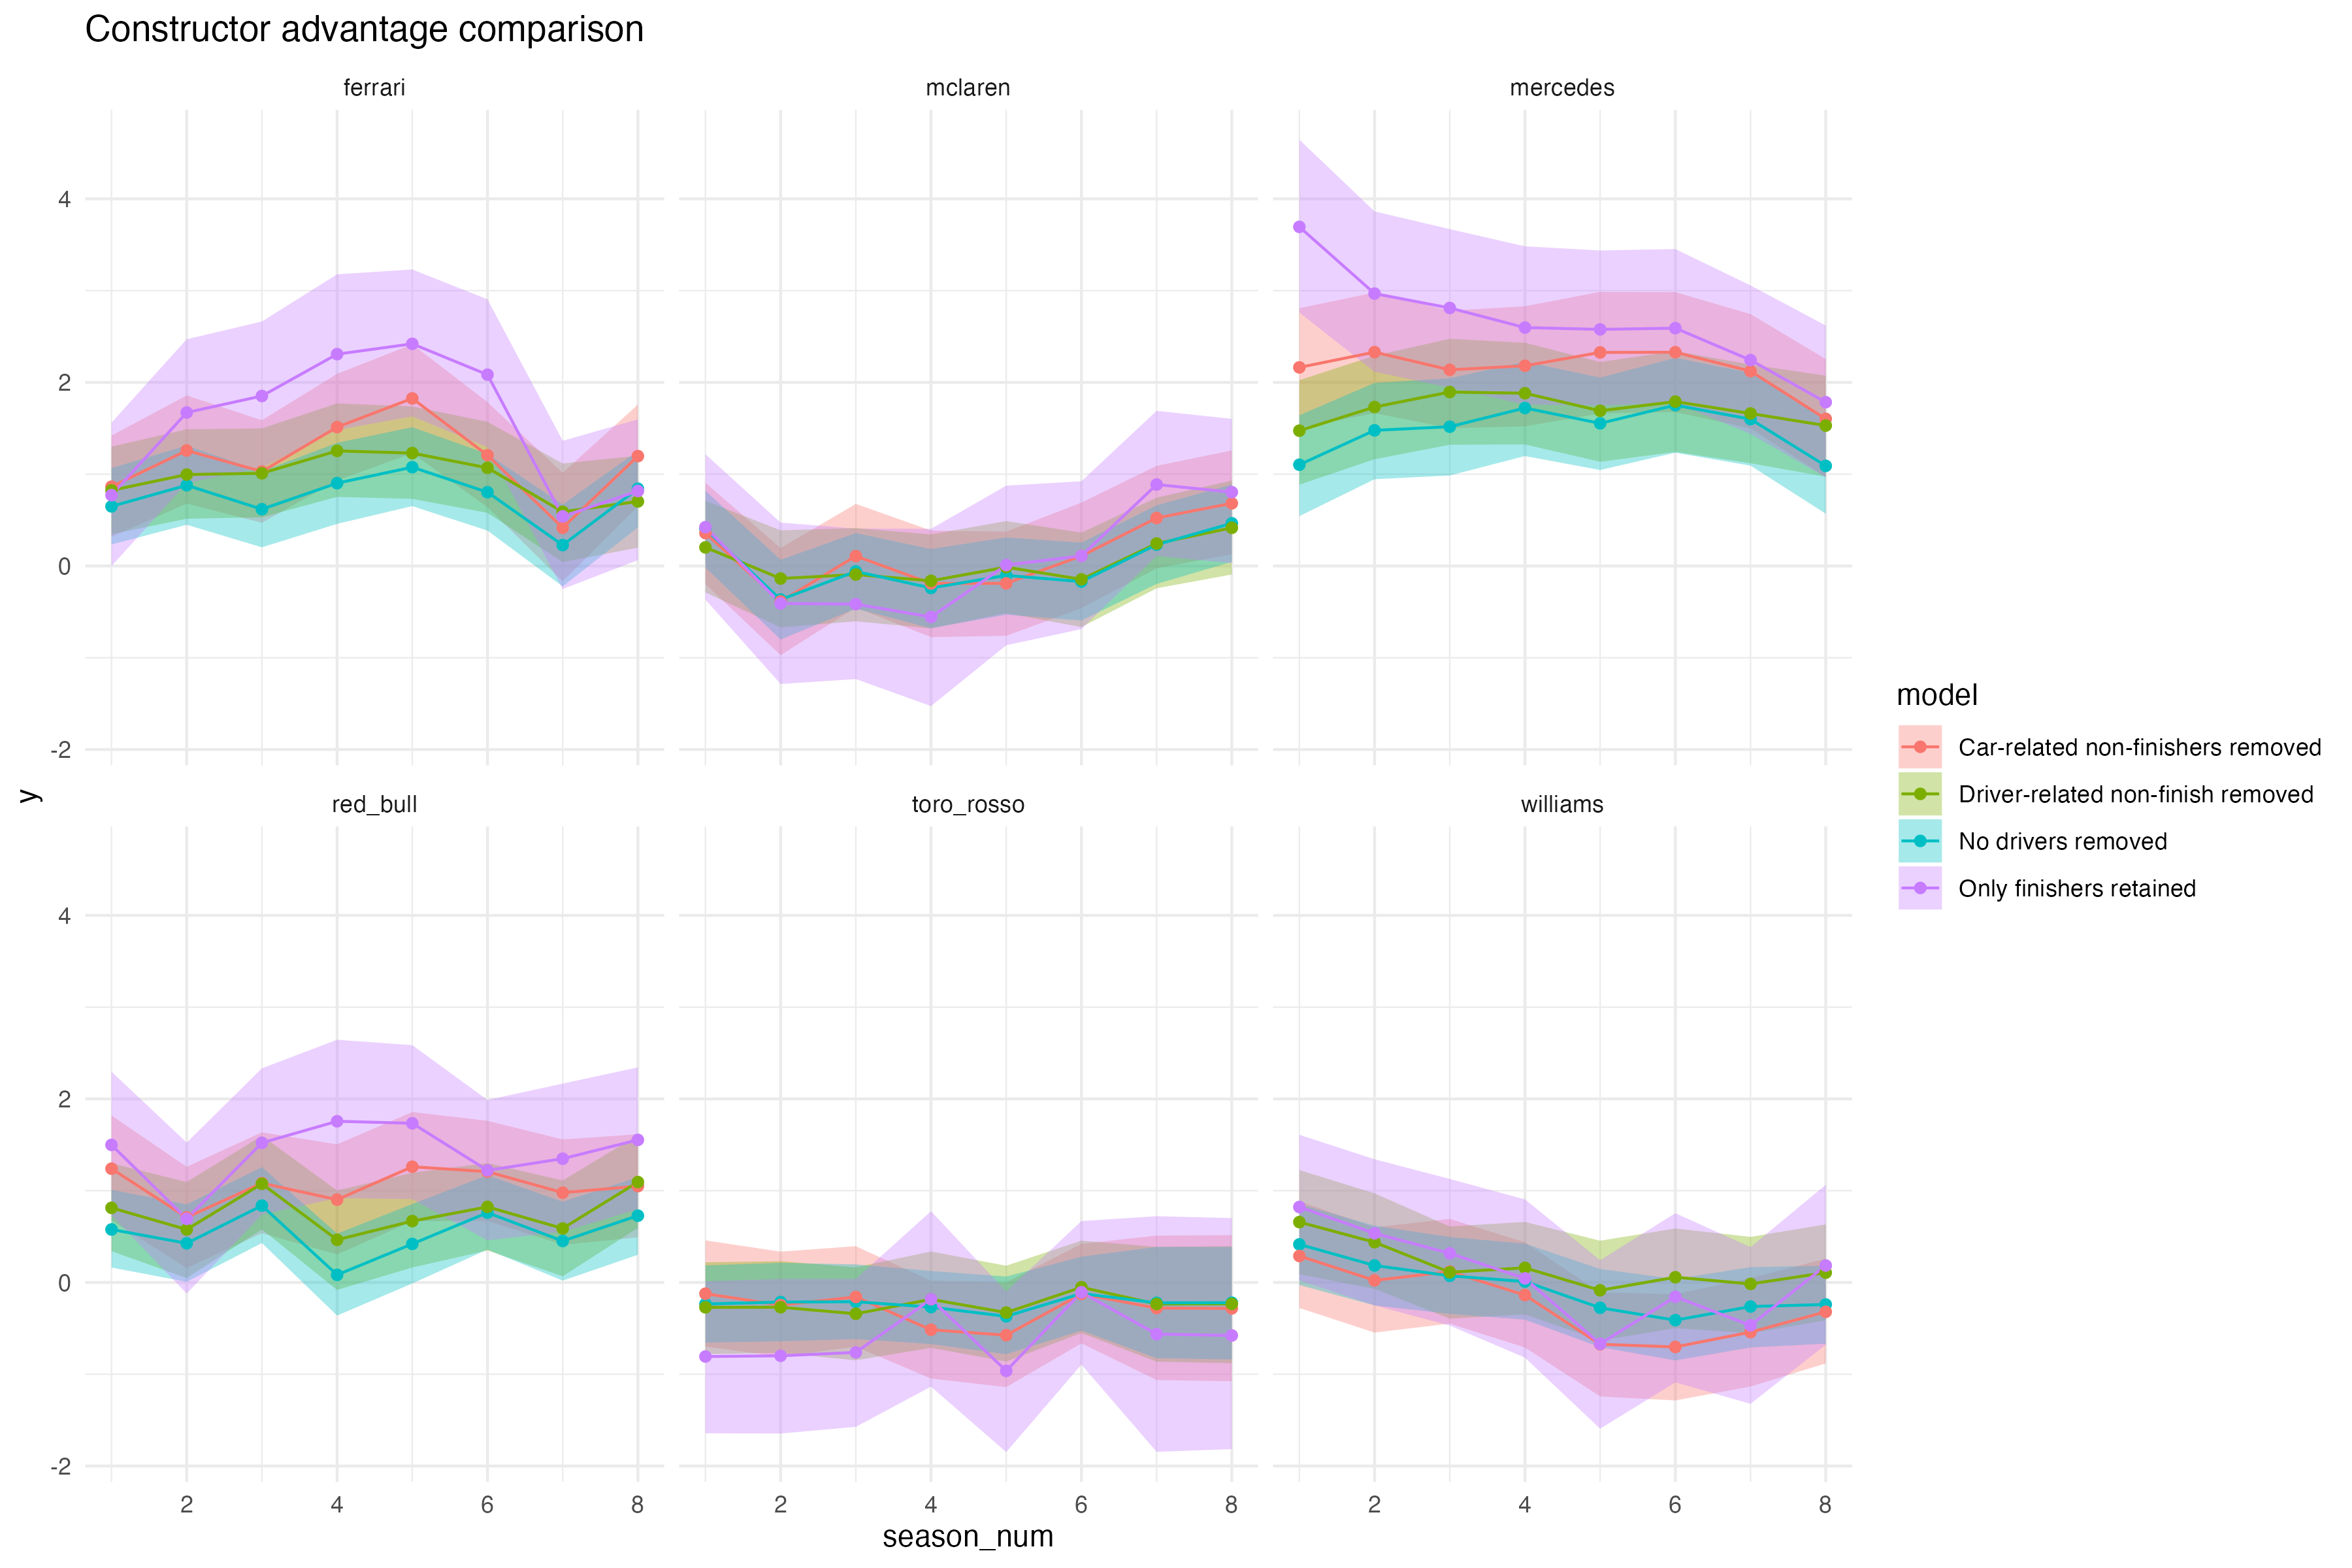 Constructor advantage comparison
ferrari
mclaren
mercedes
4
2
0
-2
y
red_bull
toro_rosso
williams
4
2
0
-2
2
4
6
8
2
4
6
8
2
4
6
8
season_num
model
Car-related non-finishers removed
Driver-related non-finish removed
No drivers removed
Only finishers retained